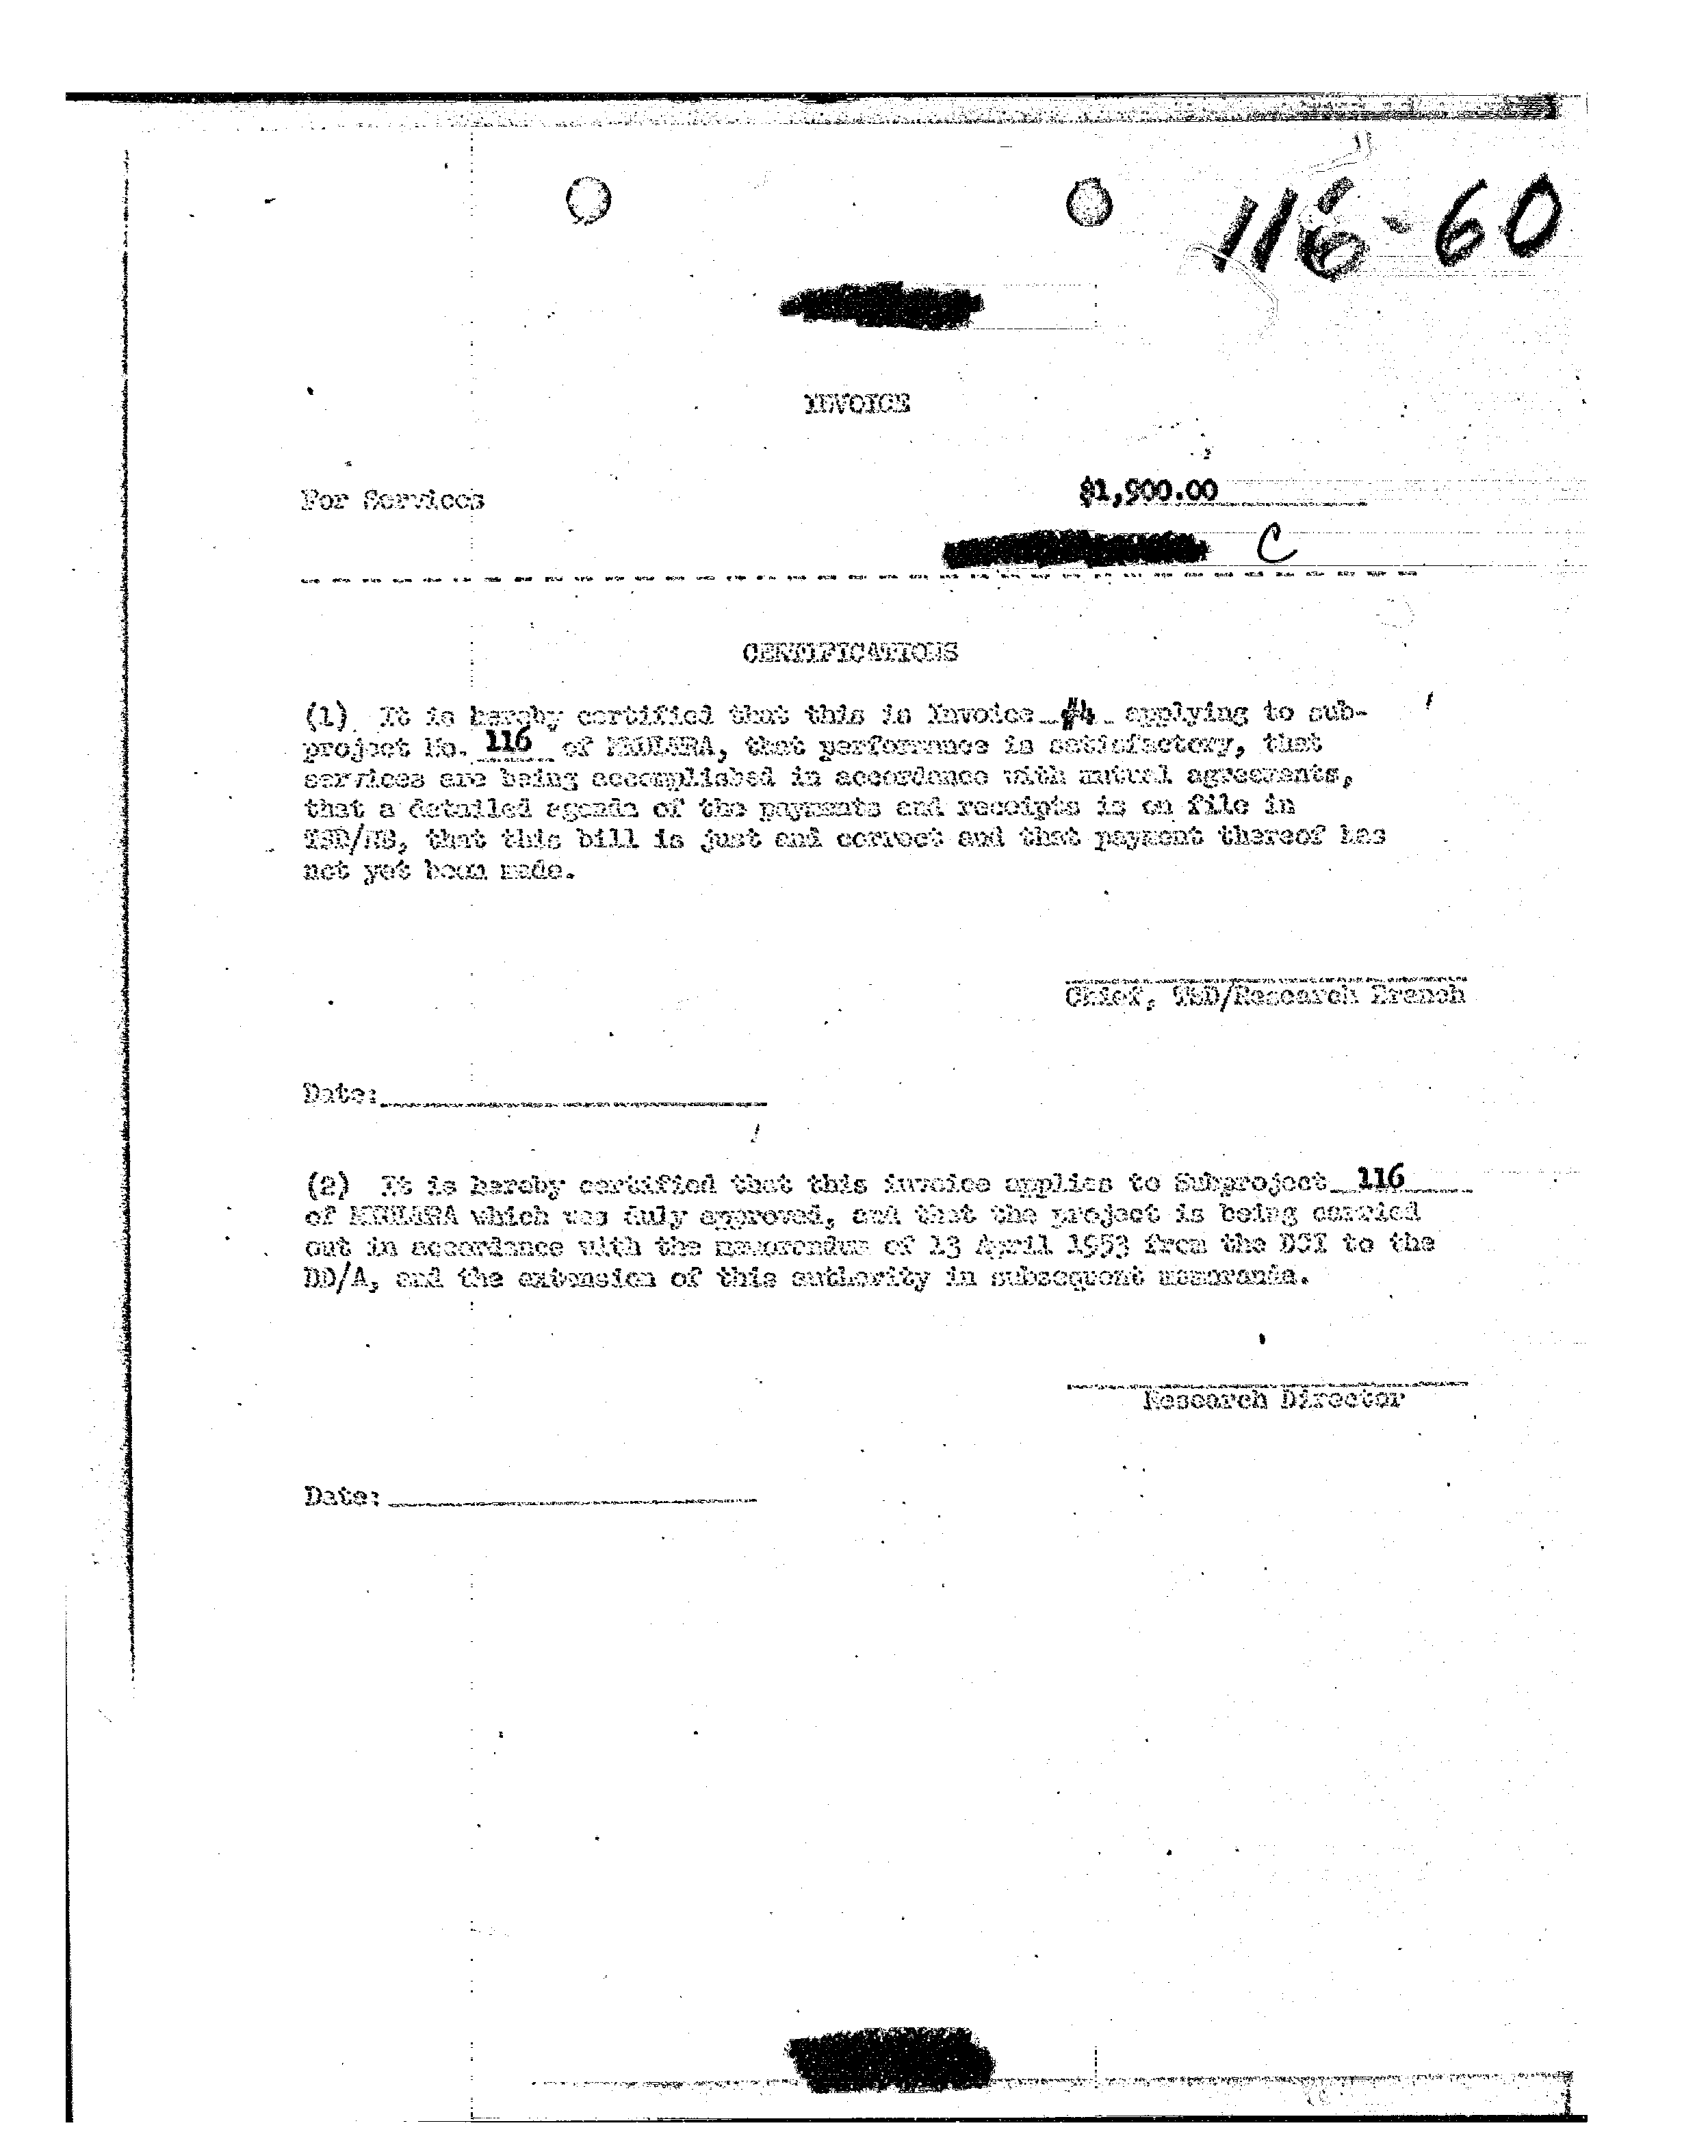 116-60
INVOICE
For Services
$1,900.00
C
CERTIFICATIONS
(1) It is hereby certified that this is Invoice #4 applying to sub-
project No. 116 of MKULTRA, that performance is satisfactory, that
services are being accomplished in accordance with mutual agreements,
that a detailed agenda of the payments and receipts is on file in
TSD/RB, that this bill is just and correct and that payment thereof has
not yet been made.
Chief, TSD/Research Branch
Date:
(2) It is hereby certified that this invoice applies to Subproject 116
of MKULTRA which was duly approved, and that the project is being carried
out in accordance with the memorandum of 13 April 1953 from the DCI to the
DD/A, and the extension of this authority in subsequent memoranda.
Research Director
Date: